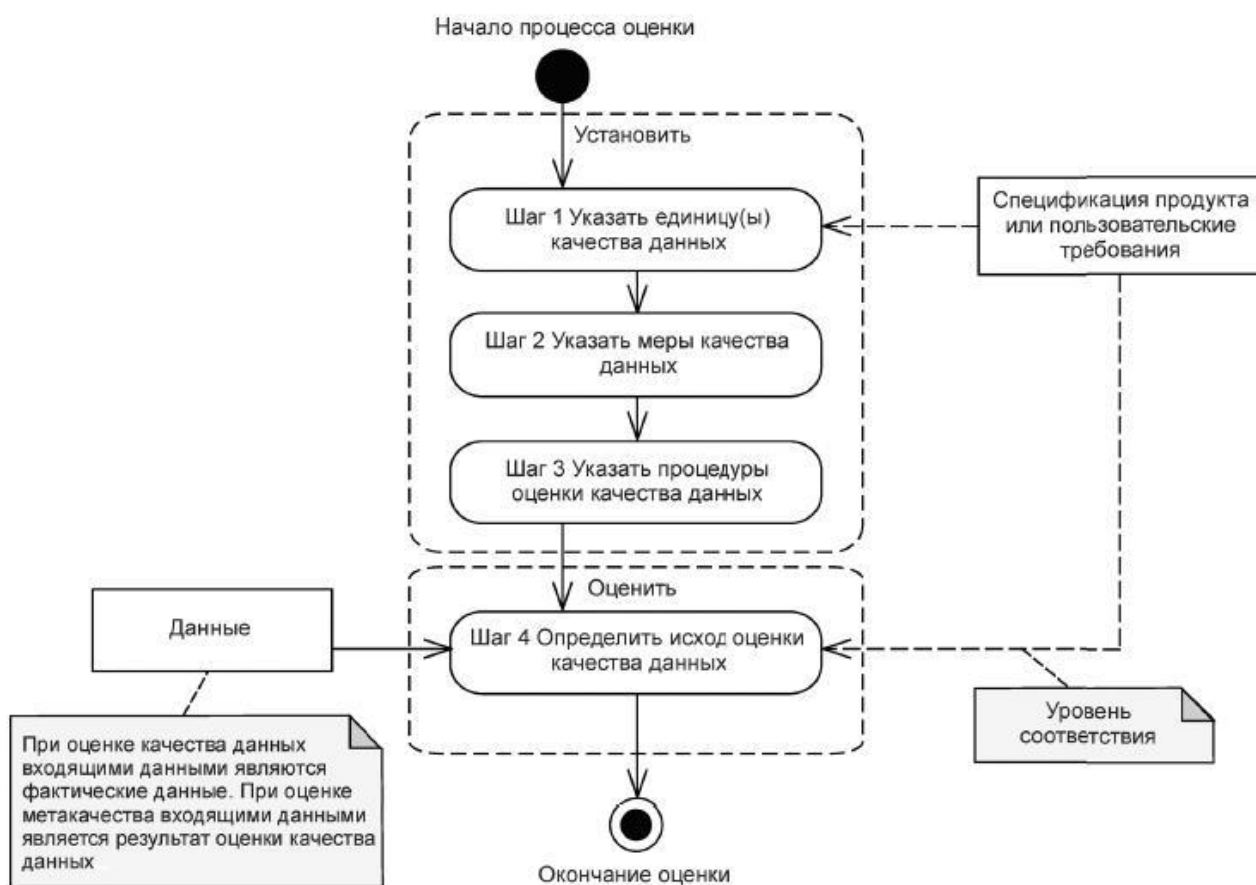 Начало процесса оценки
Установить
Шаг 1 Указать единицу(ы)
качества данных
Спецификация продукта
или пользовательские
требования
Шаг 2 Указать меры качества
данных
Шаг 3 Указать процедуры
оценки качества данных
Оценить
Данные
Шаг 4 Определить исход оценки
качества данных
Уровень
соответствия
При оценке качества данных
входящими данными являются
фактические данные. При оценке
метакачества входящими данными
является результат оценки качества
данных
Окончание оценки